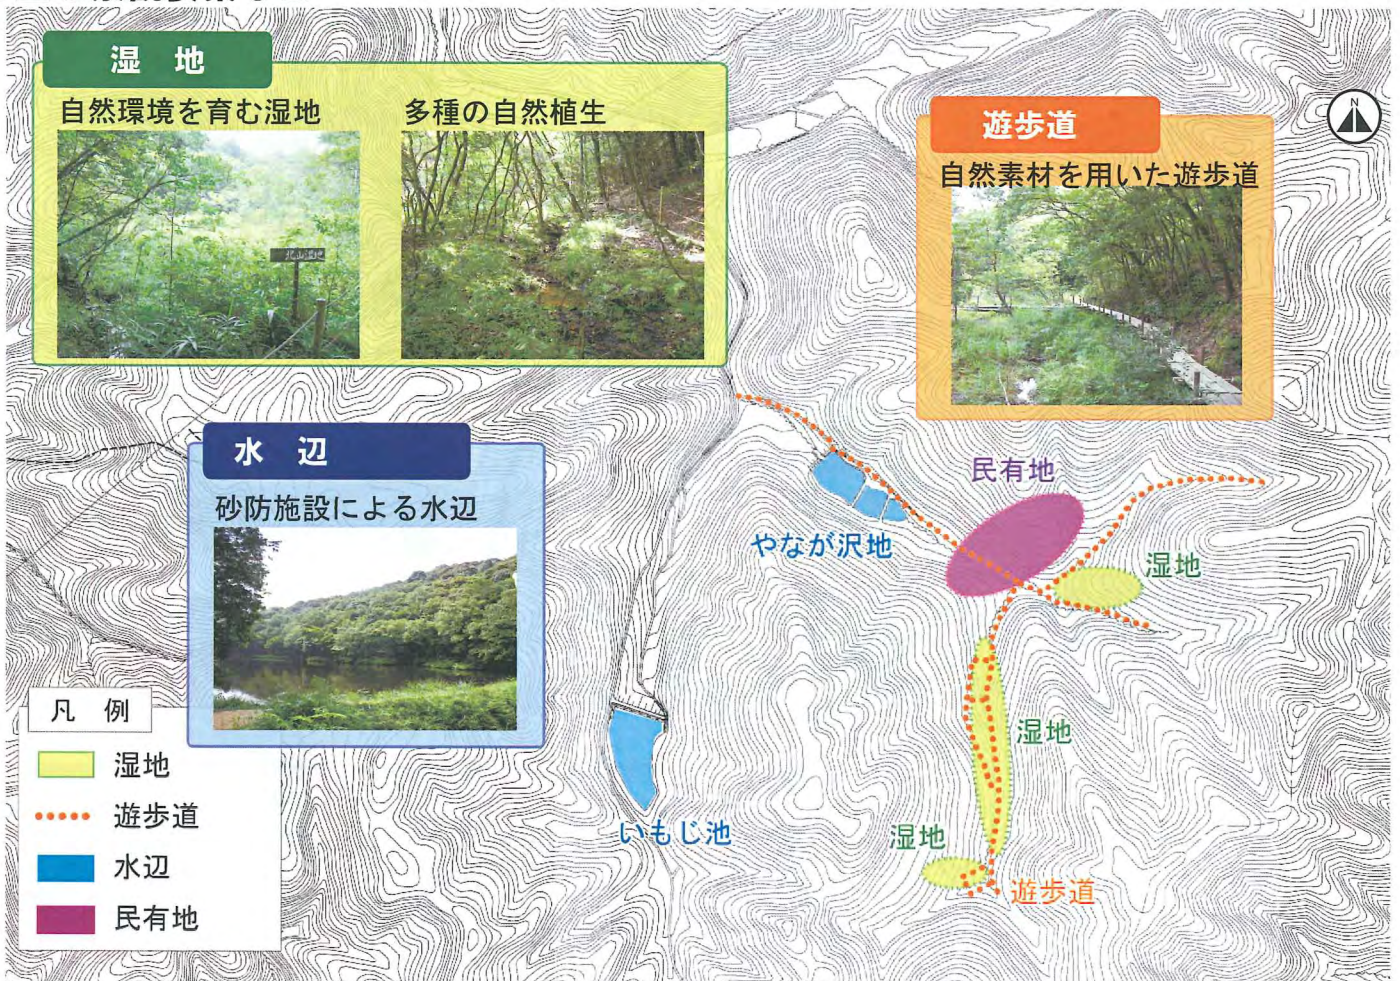 湿 地
自然環境を育む湿地
多種の自然植生
北山湿地
遊歩道
自然素材を用いた遊歩道
N
水 辺
砂防施設による水辺
民有地
やなが沢地
湿地
湿地
いもじ池
湿地
遊歩道
凡 例
湿地
遊歩道
水辺
民有地